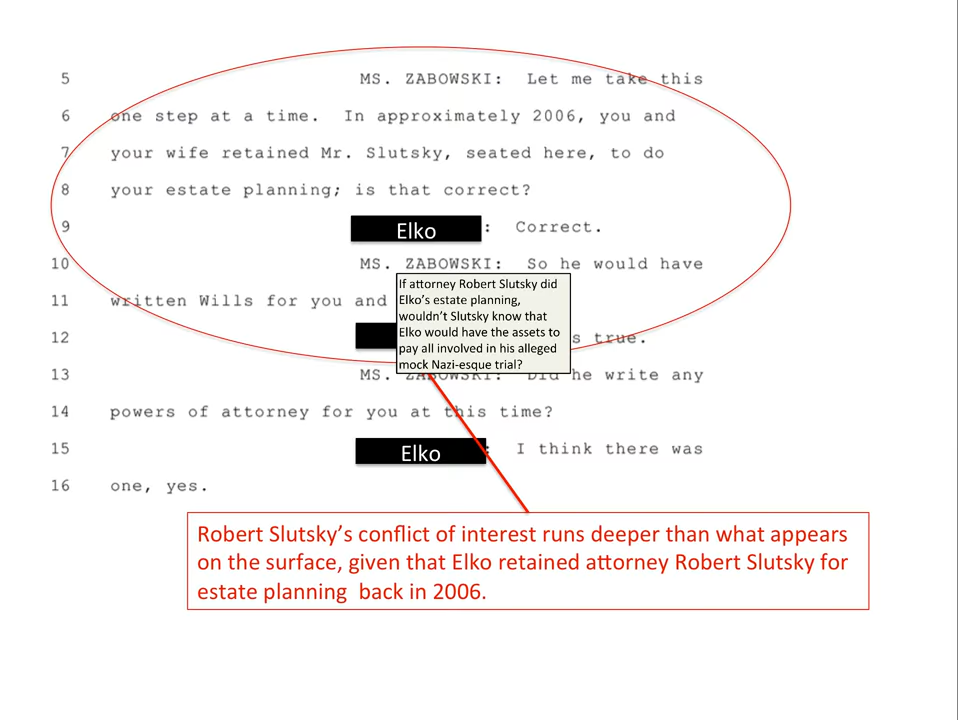 5 MS. ZABOWSKI: Let me take this
6 one step at a time. In approximately 2006, you and
7 your wife retained Mr. Slutsky, seated here, to do
8 your estate planning; is that correct?
9 Elko : Correct.
10 MS. ZABOWSKI: So he would have
11 written Wills for you and
If attorney Robert Slutsky did
Elko's estate planning,
wouldn't Slutsky know that
Elko would have the assets to
pay all involved in his alleged
mock Nazi-esque trial?
12 true.
13 MS. ZABOWSKI: Did he write any
14 powers of attorney for you at this time?
15 Elko : I think there was
16 one, yes.
Robert Slutsky's conflict of interest runs deeper than what appears
on the surface, given that Elko retained attorney Robert Slutsky for
estate planning back in 2006.